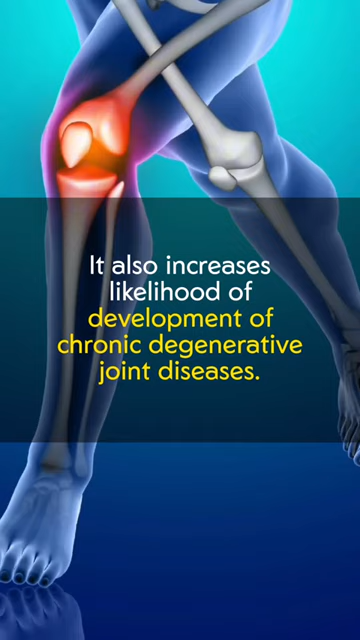 It also increases
likelihood of
development of
chronic degenerative
joint diseases.